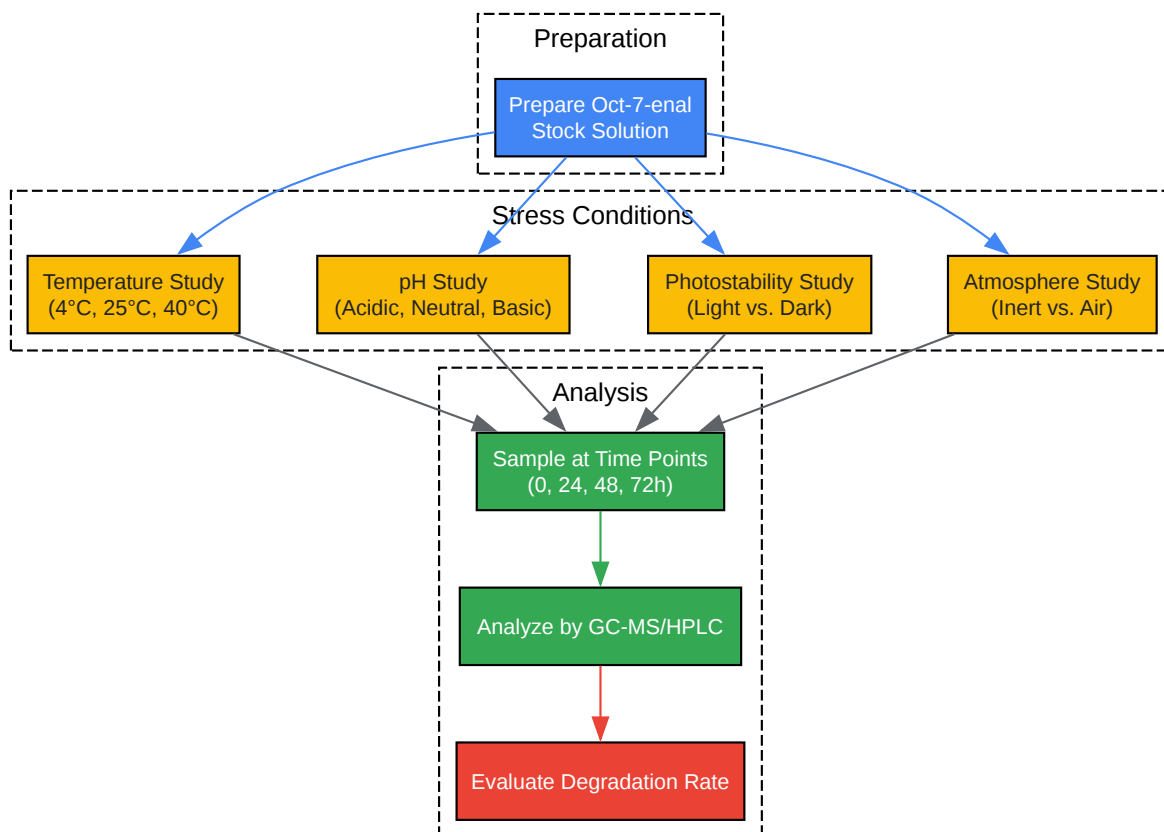 Preparation
Prepare Oct-7-enal
Stock Solution
Stress Conditions
Temperature Study
(4°C, 25°C, 40°C)
pH Study
(Acidic, Neutral, Basic)
Photostability Study
(Light vs. Dark)
Atmosphere Study
(Inert vs. Air)
Analysis
Sample at Time Points
(0, 24, 48, 72h)
Analyze by GC-MS/HPLC
Evaluate Degradation Rate